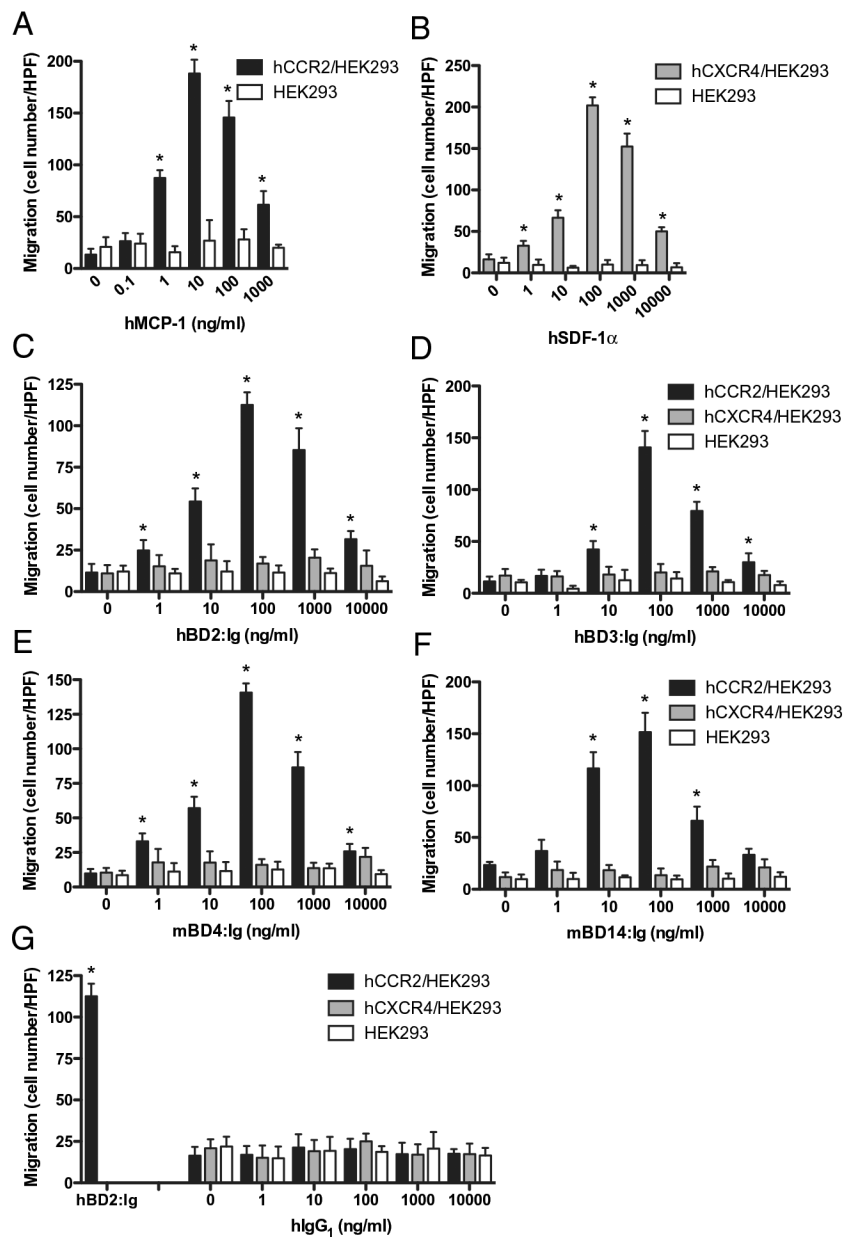 A
Migration (cell number/HPF)
200
150
100
50
0
*
*
*
*
hCCR2/HEK293
HEK293
0
0.1
1
10
100
1000
hMCP-1 (ng/ml)
B
Migration (cell number/HPF)
250
200
150
100
50
0
*
*
*
*
*
hCXCR4/HEK293
HEK293
0
1
10
100
1000
10000
hSDF-1α
C
Migration (cell number/HPF)
125
100
75
50
25
0
*
*
*
*
*
0 1 10 100 1000 10000
hBD2:Ig (ng/ml)
D
Migration (cell number/HPF)
200
150
100
50
0
*
*
*
*
hCCR2/HEK293
hCXCR4/HEK293
HEK293
0 1 10 100 1000 10000
hBD3:Ig (ng/ml)
E
Migration (cell number/HPF)
150
125
100
75
50
25
0
*
*
*
*
*
0 1 10 100 1000 10000
mBD4:Ig (ng/ml)
F
Migration (cell number/HPF)
200
150
100
50
0
*
*
*
hCCR2/HEK293
hCXCR4/HEK293
HEK293
0 1 10 100 1000 10000
mBD14:Ig (ng/ml)
G
Migration (cell number/HPF)
125
100
75
50
25
0
*
hCCR2/HEK293
hCXCR4/HEK293
HEK293
hBD2:Ig 0 1 10 100 1000 10000
hIgG1 (ng/ml)